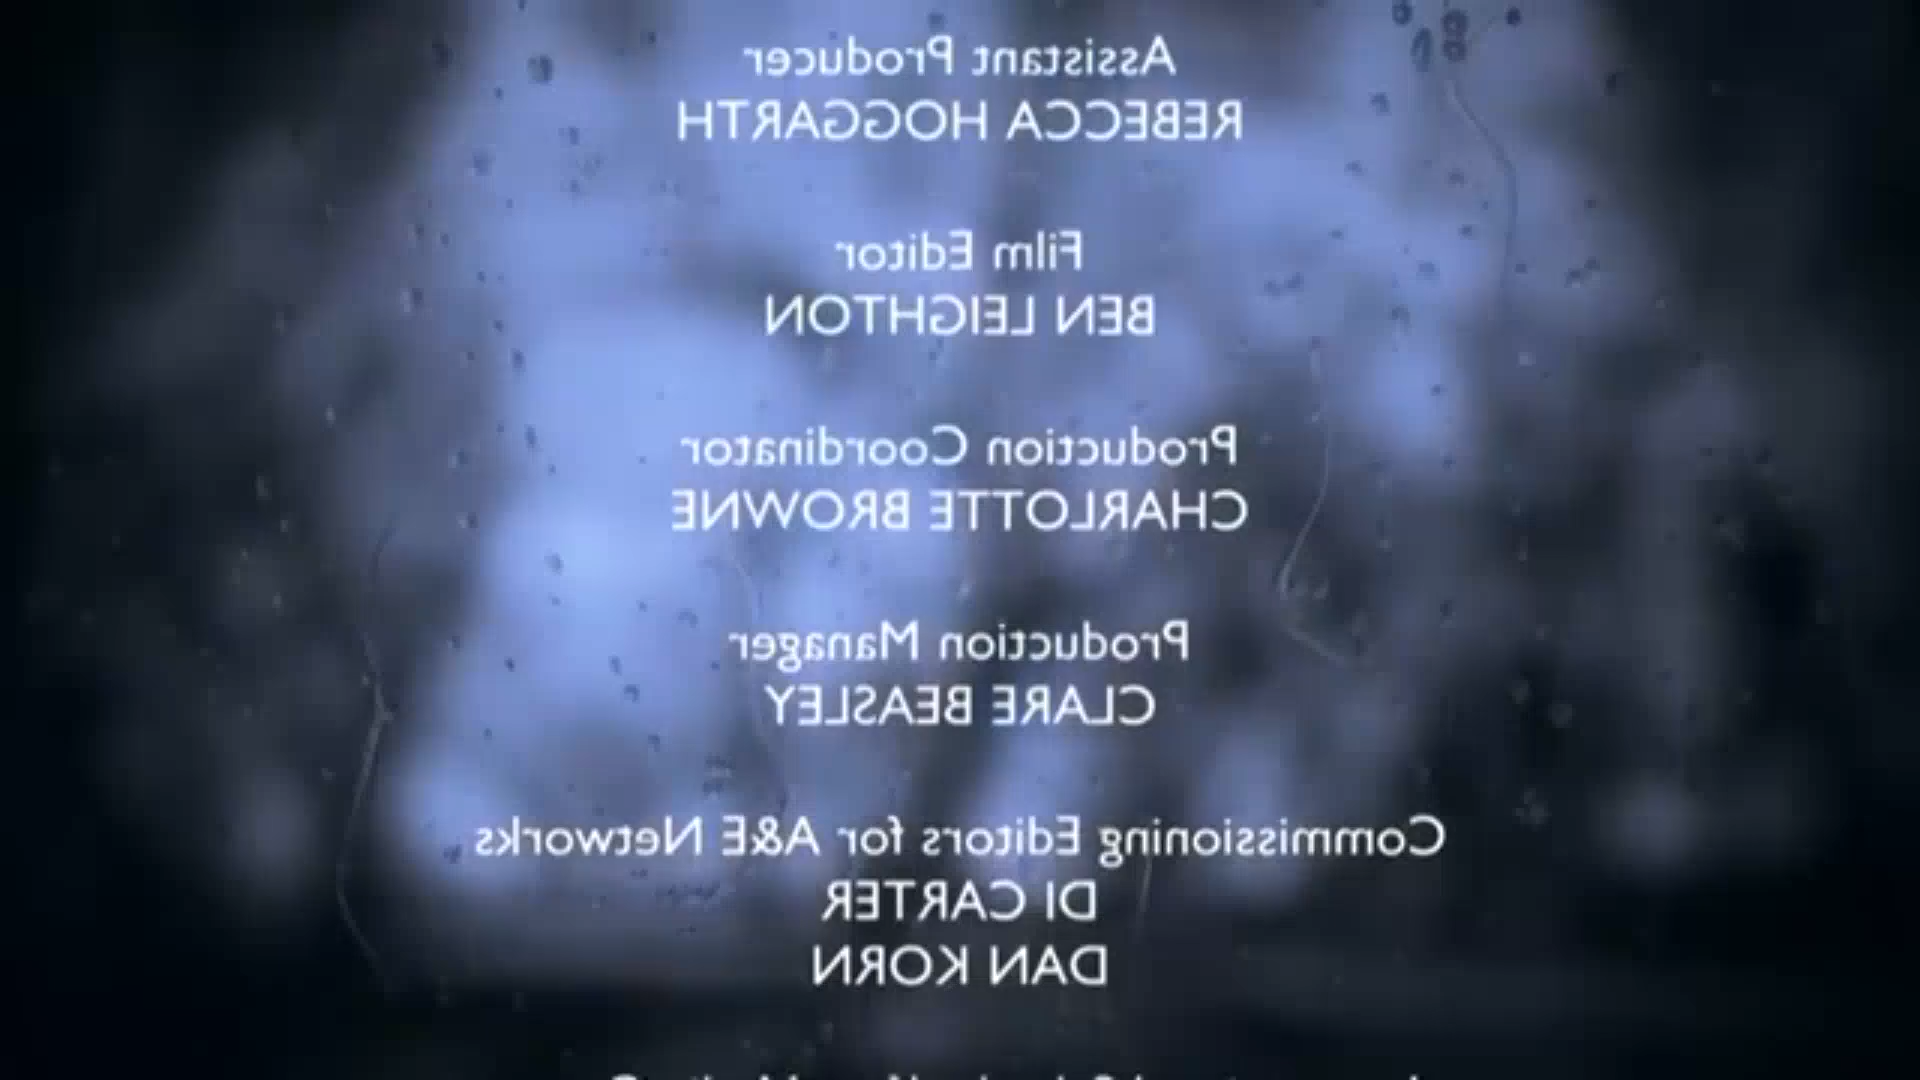 Assistant Producer
REBECCA HOGGARTH
Film Editor
BEN LEIGHTON
Production Coordinator
CHARLOTTE BROWNE
Production Manager
CLARE BEASLEY
Commissioning Editors for A&E Networks
DI CARTER
DAN KORN